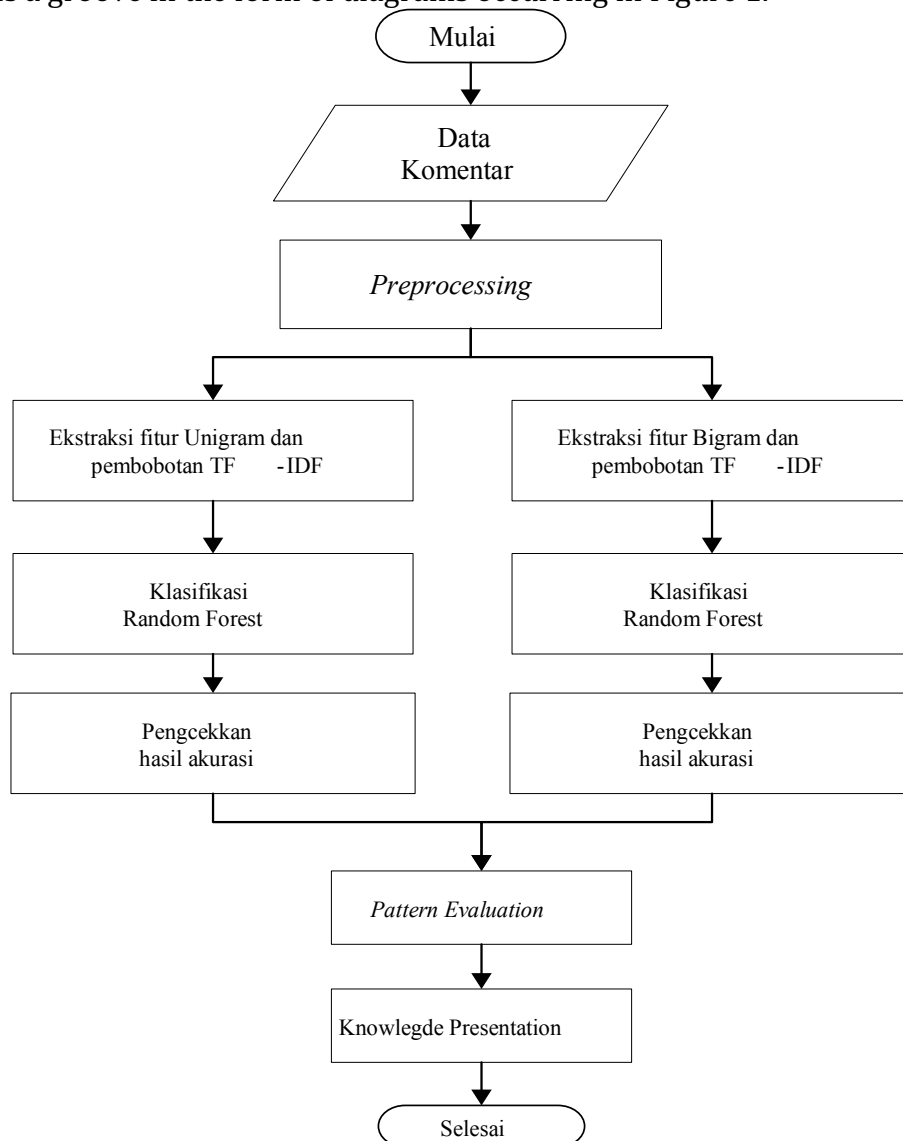 Mulai
Data
Komentar
Preprocessing
Ekstraksi fitur Unigram dan
pembobotan TF -IDF
Ekstraksi fitur Bigram dan
pembobotan TF -IDF
Klasifikasi
Random Forest
Klasifikasi
Random Forest
Pengcekkan
hasil akurasi
Pengcekkan
hasil akurasi
Pattern Evaluation
Knowlegde Presentation
Selesai